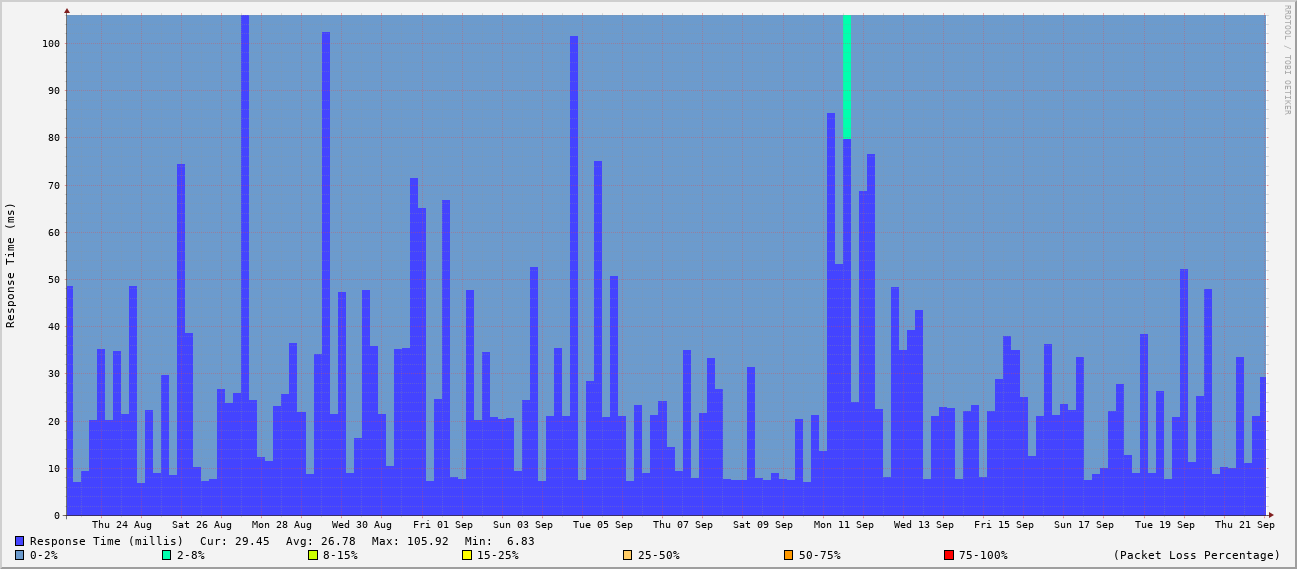 RRDTOOL / TOBI OETIKER
Response Time (ms)
100
90
80
70
60
50
40
30
20
10
0
Thu 24 Aug Sat 26 Aug Mon 28 Aug Wed 30 Aug Fri 01 Sep Sun 03 Sep Tue 05 Sep Thu 07 Sep Sat 09 Sep Mon 11 Sep Wed 13 Sep Fri 15 Sep Sun 17 Sep Tue 19 Sep Thu 21 Sep
Response Time (millis) Cur: 29.45 Avg: 26.78 Max: 105.92 Min: 6.83
0-2% 2-8% 8-15% 15-25% 25-50% 50-75% 75-100% (Packet Loss Percentage)